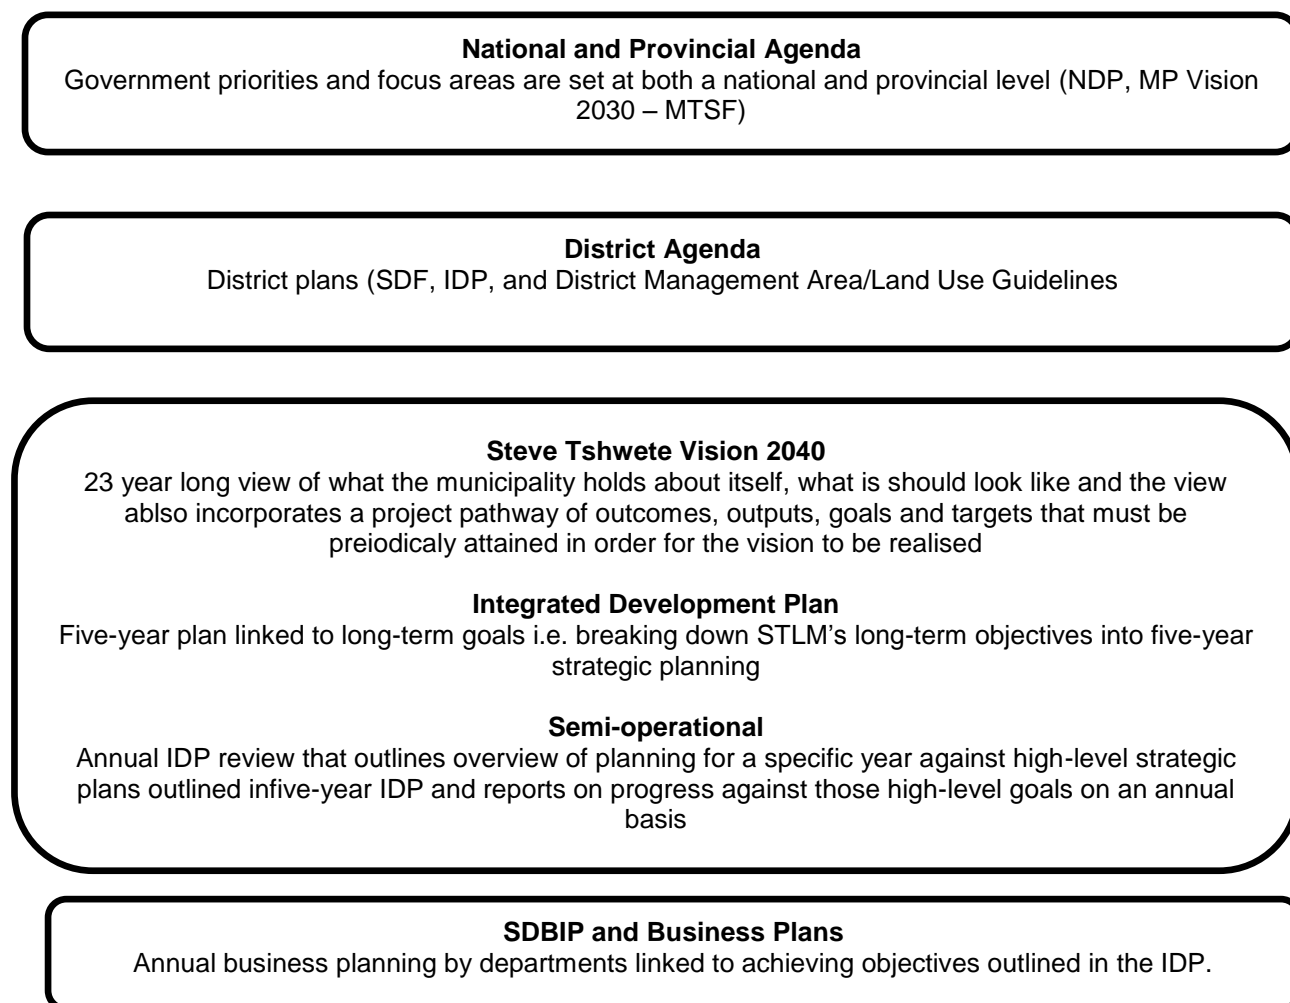 National and Provincial Agenda
Government priorities and focus areas are set at both a national and provincial level (NDP, MP Vision
2030 – MTSF)
District Agenda
District plans (SDF, IDP, and District Management Area/Land Use Guidelines
Steve Tshwete Vision 2040
23 year long view of what the municipality holds about itself, what is should look like and the view
ablso incorporates a project pathway of outcomes, outputs, goals and targets that must be
preiodicaly attained in order for the vision to be realised
Integrated Development Plan
Five-year plan linked to long-term goals i.e. breaking down STLM’s long-term objectives into five-year
strategic planning
Semi-operational
Annual IDP review that outlines overview of planning for a specific year against high-level strategic
plans outlined infive-year IDP and reports on progress against those high-level goals on an annual
basis
SDBIP and Business Plans
Annual business planning by departments linked to achieving objectives outlined in the IDP.